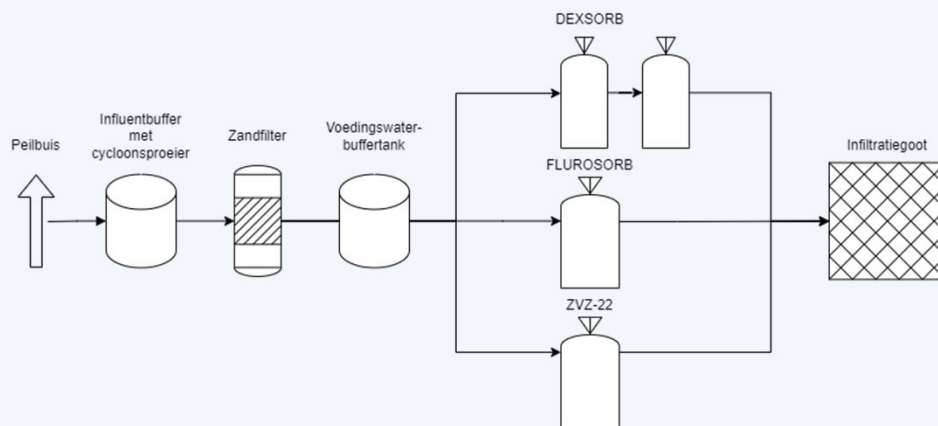 DEXSORB
Peilbuis
Influentbuffer
met
cycloonsproeier
Zandfilter
Voedingswater-
buffertank
FLUROSORB
Infiltratiegoot
ZVZ-22